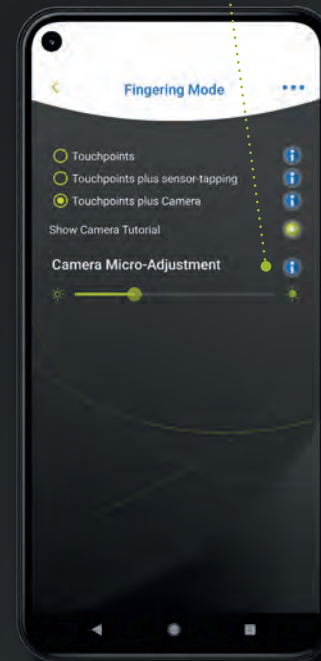 Fingering Mode
Touchpoints
Touchpoints plus sensor-tapping
Touchpoints plus Camera
Show Camera Tutorial
Camera Micro-Adjustment